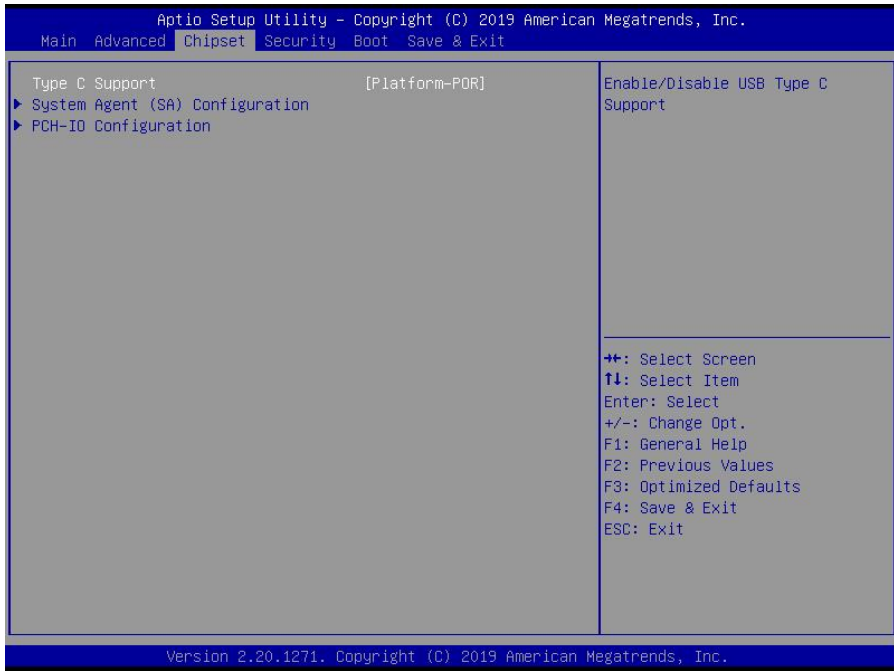 Aptio Setup Utility – Copyright (C) 2019 American Megatrends, Inc.
Main Advanced Chipset Security Boot Save & Exit
Type C Support [Platform-POR]
System Agent (SA) Configuration
PCH-IO Configuration
Enable/Disable USB Type C
Support
→←: Select Screen
↑↓: Select Item
Enter: Select
+/-: Change Opt.
F1: General Help
F2: Previous Values
F3: Optimized Defaults
F4: Save & Exit
ESC: Exit
Version 2.20.1271. Copyright (C) 2019 American Megatrends, Inc.